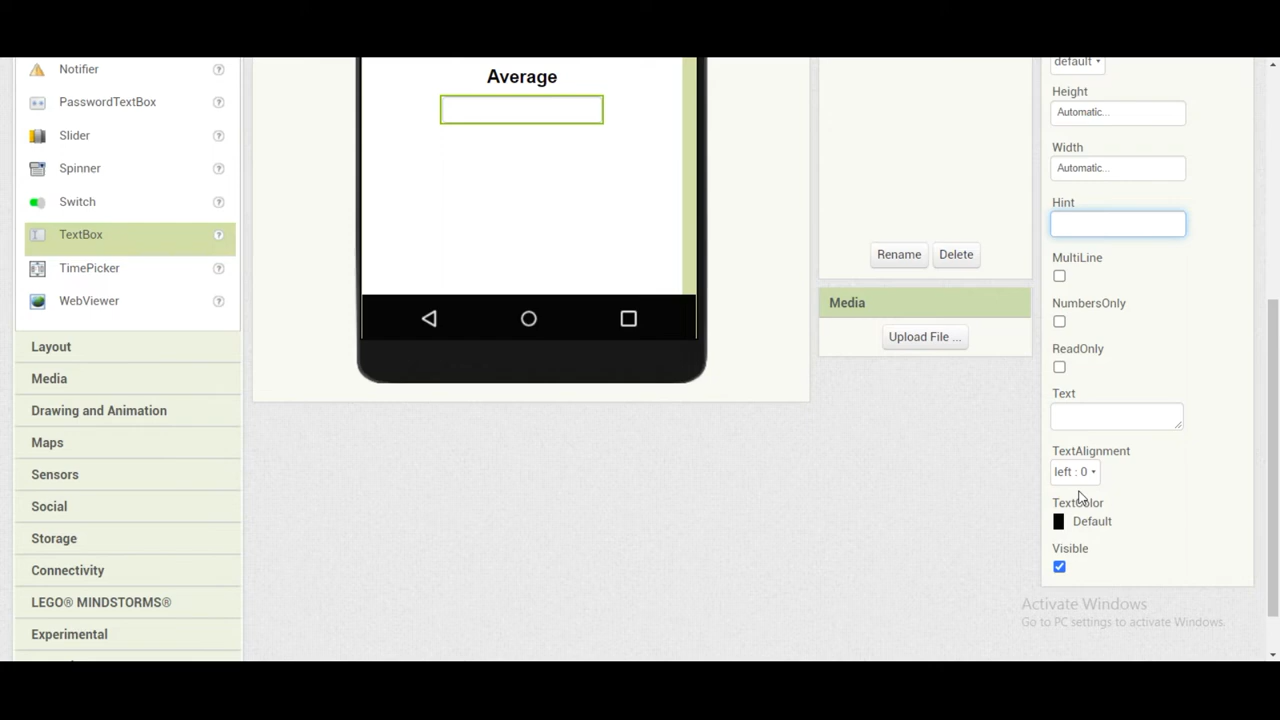 Notifier
PasswordTextBox
Slider
Spinner
Switch
TextBox
TimePicker
WebViewer
Layout
Media
Drawing and Animation
Maps
Sensors
Social
Storage
Connectivity
LEGO® MINDSTORMS®
Experimental
Average
Rename
Delete
Media
Upload File ...
default
Height
Automatic...
Width
Automatic...
Hint
MultiLine
NumbersOnly
ReadOnly
Text
TextAlignment
left : 0
TextColor
Default
Visible
Activate Windows
Go to PC settings to activate Windows.